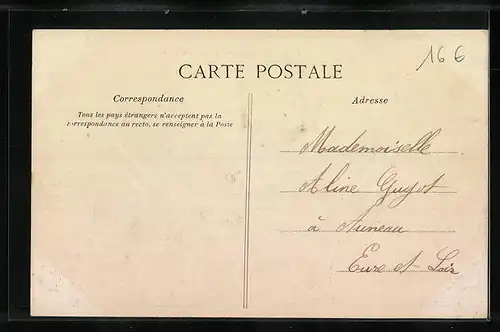 166
CARTE POSTALE
Correspondance
Tous les pays étrangers n'acceptent pas la
correspondance au recto, se renseigner à la Poste
Adresse
Mademoiselle
Aline Guyot
à Auneau
Eure et Loir